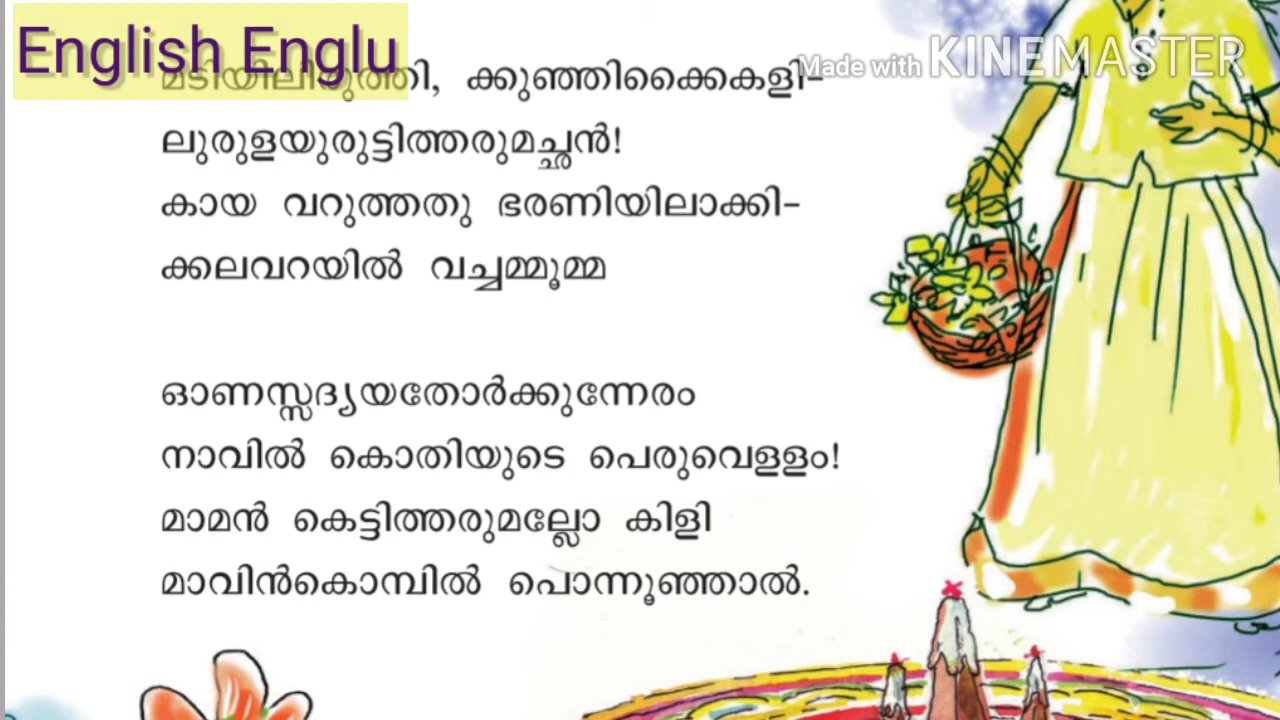 English Englu
Made with KINEMASTER
മടിയിലിരുത്തി, ക്കുഞ്ഞിക്കൈകളി-
ലുരുളയുരുട്ടിത്തരുമച്ഛൻ!
കായ വറുത്തതു ഭരണിയിലാക്കി-
ക്കലവറയിൽ വച്ചമ്മൂമ്മ
ഓണസ്സദ്യയതോർക്കുന്നേരം
നാവിൽ കൊതിയുടെ പെരുവെള്ളം!
മാമൻ കെട്ടിത്തരുമല്ലോ കിളി
മാവിൻകൊമ്പിൽ പൊന്നൂഞ്ഞാൽ.